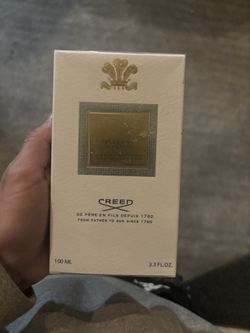 CREED
DE PÈRE EN FILS DEPUIS 1760
FROM FATHER TO SON SINCE 1760
100 ML
3.3 FL.OZ.